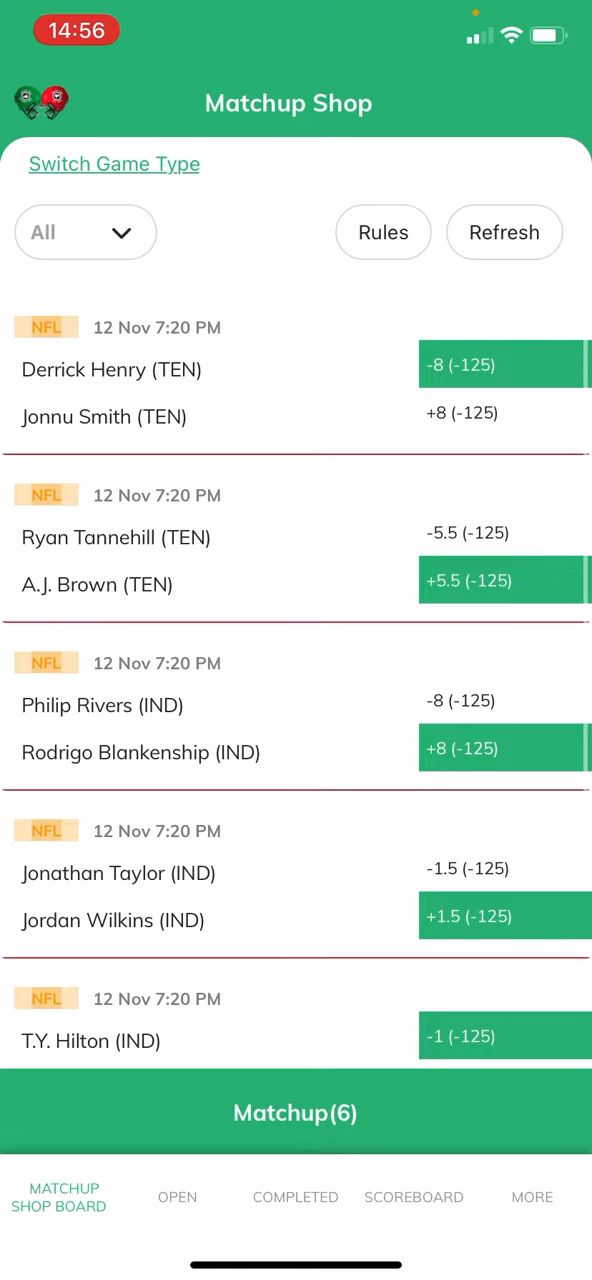 14:56
Matchup Shop
Switch Game Type
All
Rules
Refresh
NFL 12 Nov 7:20 PM
Derrick Henry (TEN) -8 (-125)
Jonnu Smith (TEN) +8 (-125)
NFL 12 Nov 7:20 PM
Ryan Tannehill (TEN) -5.5 (-125)
A.J. Brown (TEN) +5.5 (-125)
NFL 12 Nov 7:20 PM
Philip Rivers (IND) -8 (-125)
Rodrigo Blankenship (IND) +8 (-125)
NFL 12 Nov 7:20 PM
Jonathan Taylor (IND) -1.5 (-125)
Jordan Wilkins (IND) +1.5 (-125)
NFL 12 Nov 7:20 PM
T.Y. Hilton (IND) -1 (-125)
Matchup(6)
MATCHUP
SHOP BOARD
OPEN
COMPLETED
SCOREBOARD
MORE